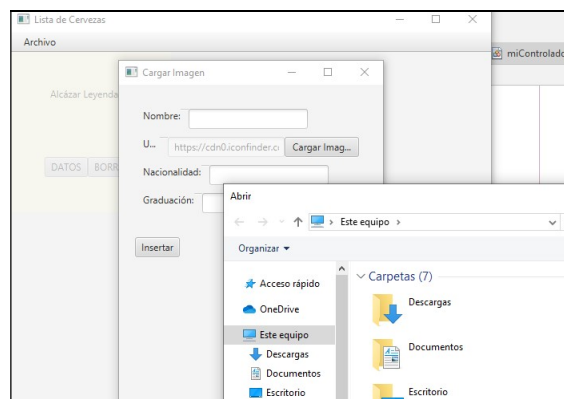 Lista de Cervezas
Archivo
miControlado
Cargar Imagen
Alcázar Leyenda
Nombre:
U...
https://cdn0.iconfinder.c
Cargar Imag...
DATOS
BORR
Nacionalidad:
Graduación:
Insertar
Abrir
Este equipo
Organizar
Acceso rápido
OneDrive
Este equipo
Descargas
Documentos
Escritorio
Carpetas (7)
Descargas
Documentos
Escritorio